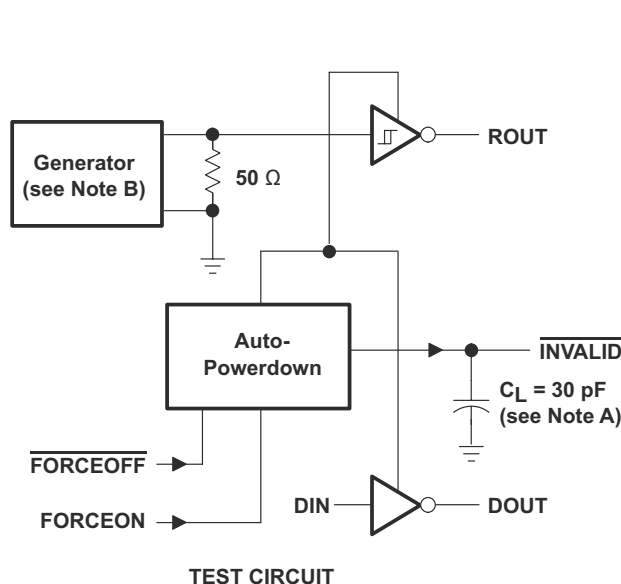 ROUT
Generator
(see Note B)
50 Ω
Auto-
Powerdown
INVALID
CL = 30 pF
(see Note A)
FORCEOFF
FORCEON
DIN
DOUT
TEST CIRCUIT